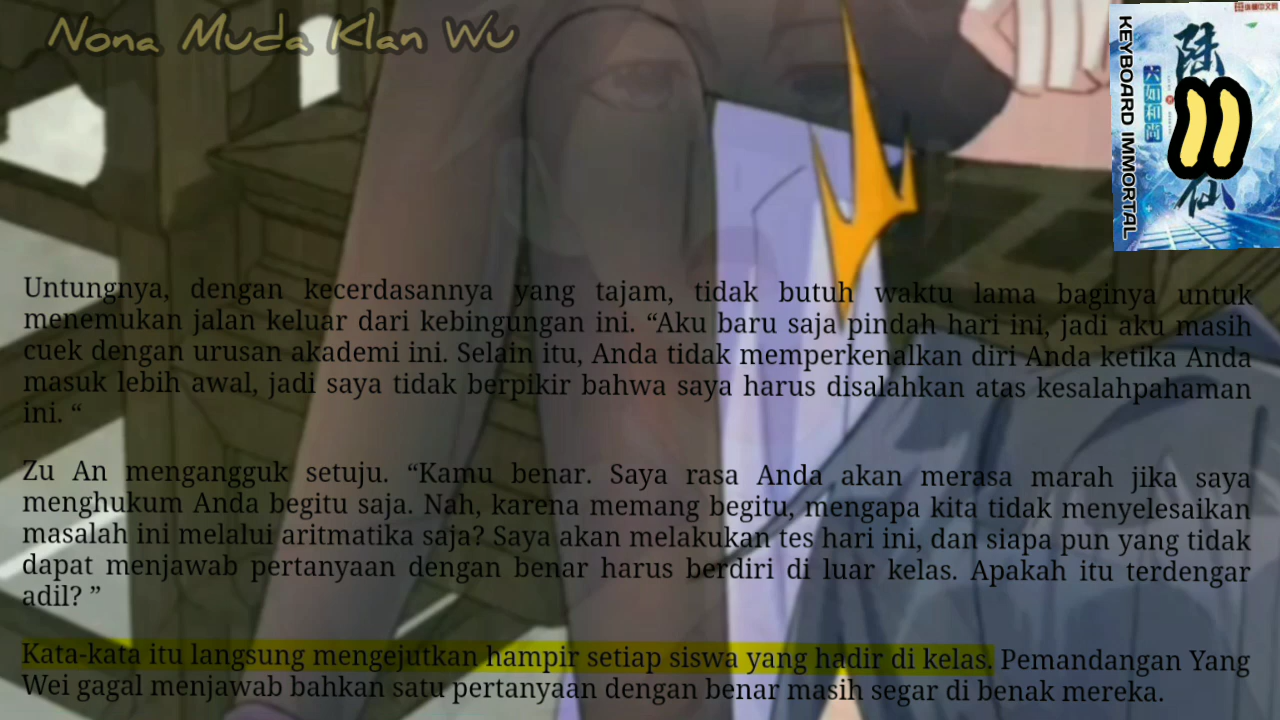 Nona Muda Klan Wu
KEYBOARD IMMORTAL
六如和尚
陆
仙
Untungnya, dengan kecerdasannya yang tajam, tidak butuh waktu lama baginya untuk
menemukan jalan keluar dari kebingungan ini. “Aku baru saja pindah hari ini, jadi aku masih
cuek dengan urusan akademi ini. Selain itu, Anda tidak memperkenalkan diri Anda ketika Anda
masuk lebih awal, jadi saya tidak berpikir bahwa saya harus disalahkan atas kesalahpahaman
ini. “
Zu An mengangguk setuju. “Kamu benar. Saya rasa Anda akan merasa marah jika saya
menghukum Anda begitu saja. Nah, karena memang begitu, mengapa kita tidak menyelesaikan
masalah ini melalui aritmatika saja? Saya akan melakukan tes hari ini, dan siapa pun yang tidak
dapat menjawab pertanyaan dengan benar harus berdiri di luar kelas. Apakah itu terdengar
adil? ”
Kata-kata itu langsung mengejutkan hampir setiap siswa yang hadir di kelas. Pemandangan Yang
Wei gagal menjawab bahkan satu pertanyaan dengan benar masih segar di benak mereka.